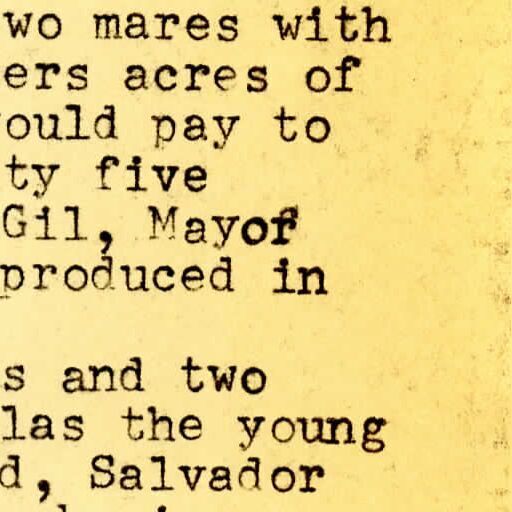 wo mares with
ers acres of
ould pay to
ty five
Gil, Mayor
produced in
s and two
las the young
d, Salvador